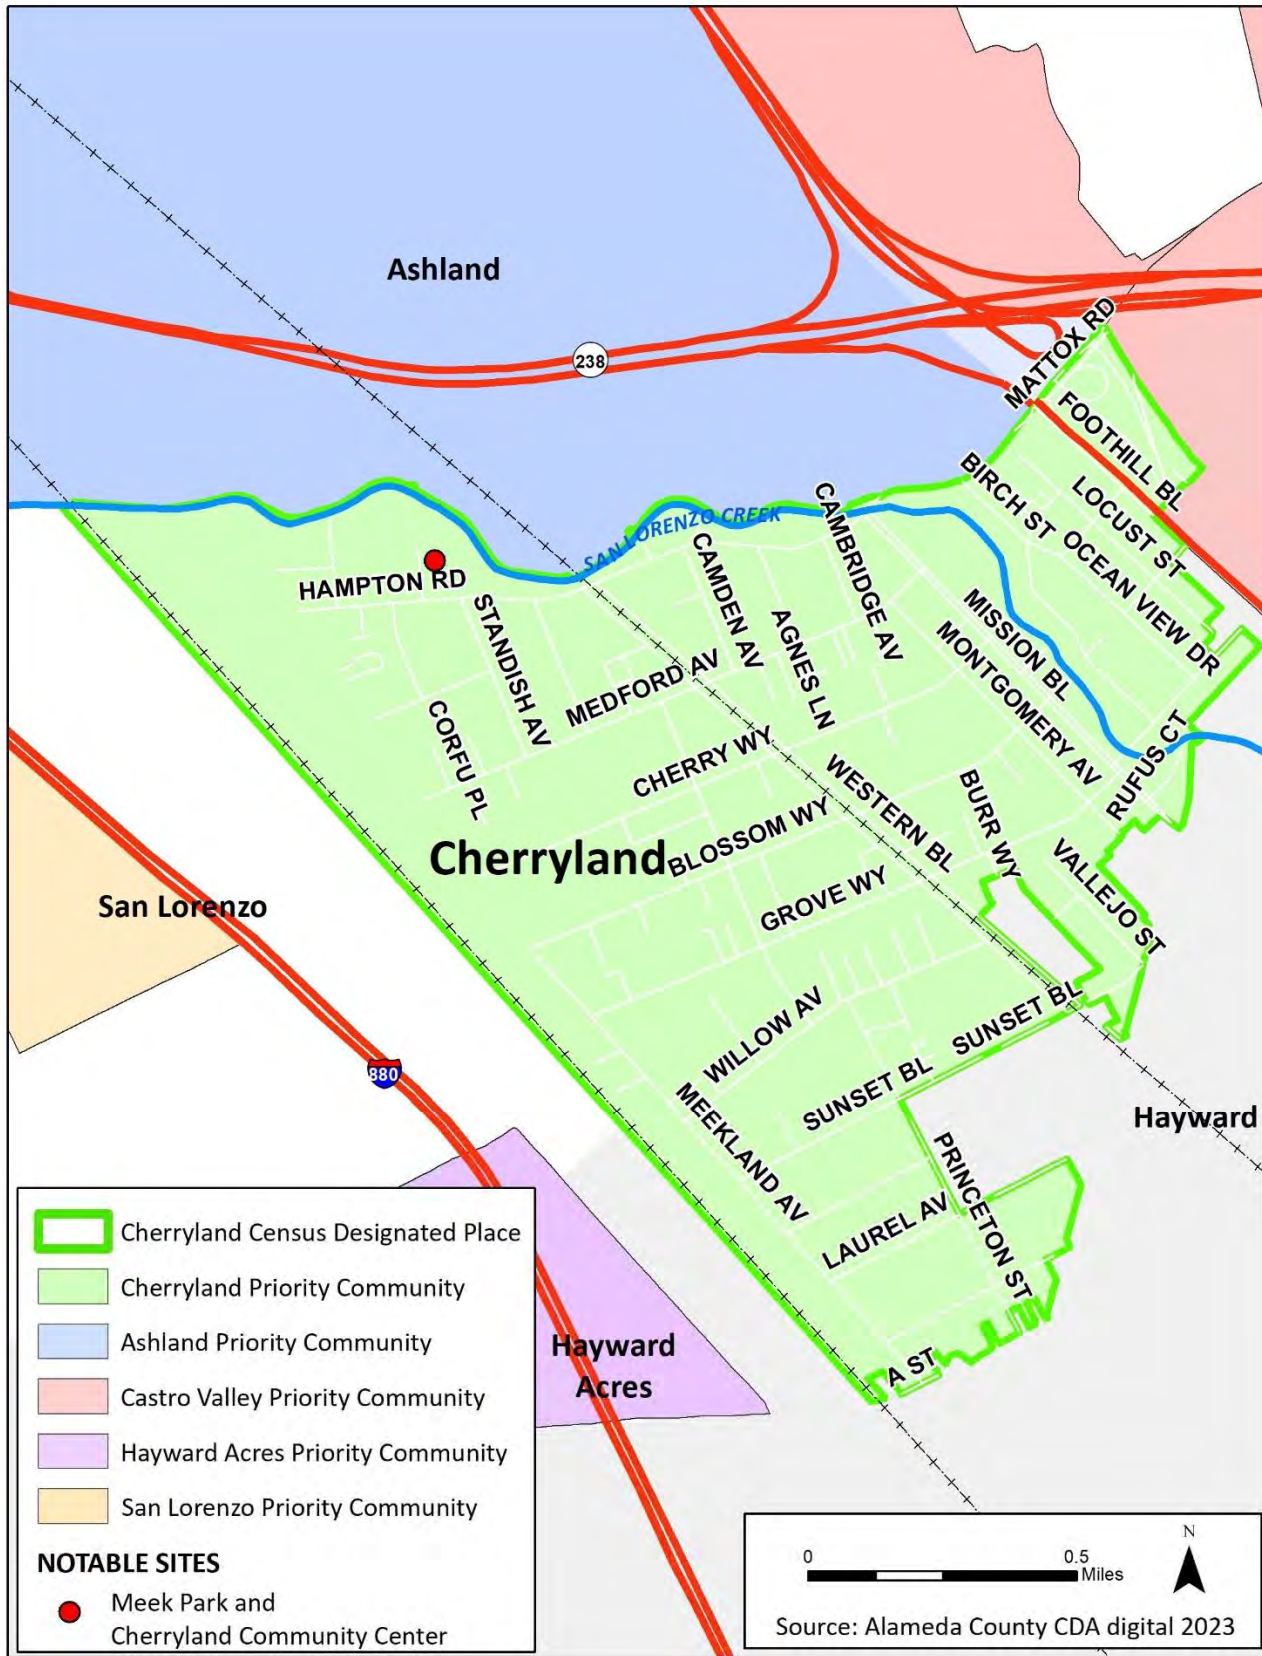 Ashland
238
MATTOX RD
FOOTHILL BL
BIRCH ST
LOCUST ST
OCEAN VIEW DR
SAN LORENZO CREEK
CAMBRIDGE AV
CAMDEN AV
AGNES LN
MISSION BL
MONTGOMERY AV
HAMPTON RD
STANDISH AV
MEDFORD AV
CORFU PL
CHERRY WY
WESTERN BL
RUFUS CT
BURR WY
BLOSSOM WY
Cherryland
VALLEJO ST
GROVE WY
San Lorenzo
WILLOW AV
SUNSET BL
SUNSET BL
880
MEEKLAND AV
Hayward
PRINCETON ST
LAUREL AV
Hayward
Acres
A ST
Cherryland Census Designated Place
Cherryland Priority Community
Ashland Priority Community
Castro Valley Priority Community
Hayward Acres Priority Community
San Lorenzo Priority Community
NOTABLE SITES
Meek Park and
Cherryland Community Center
N
0 0.5
Miles
Source: Alameda County CDA digital 2023